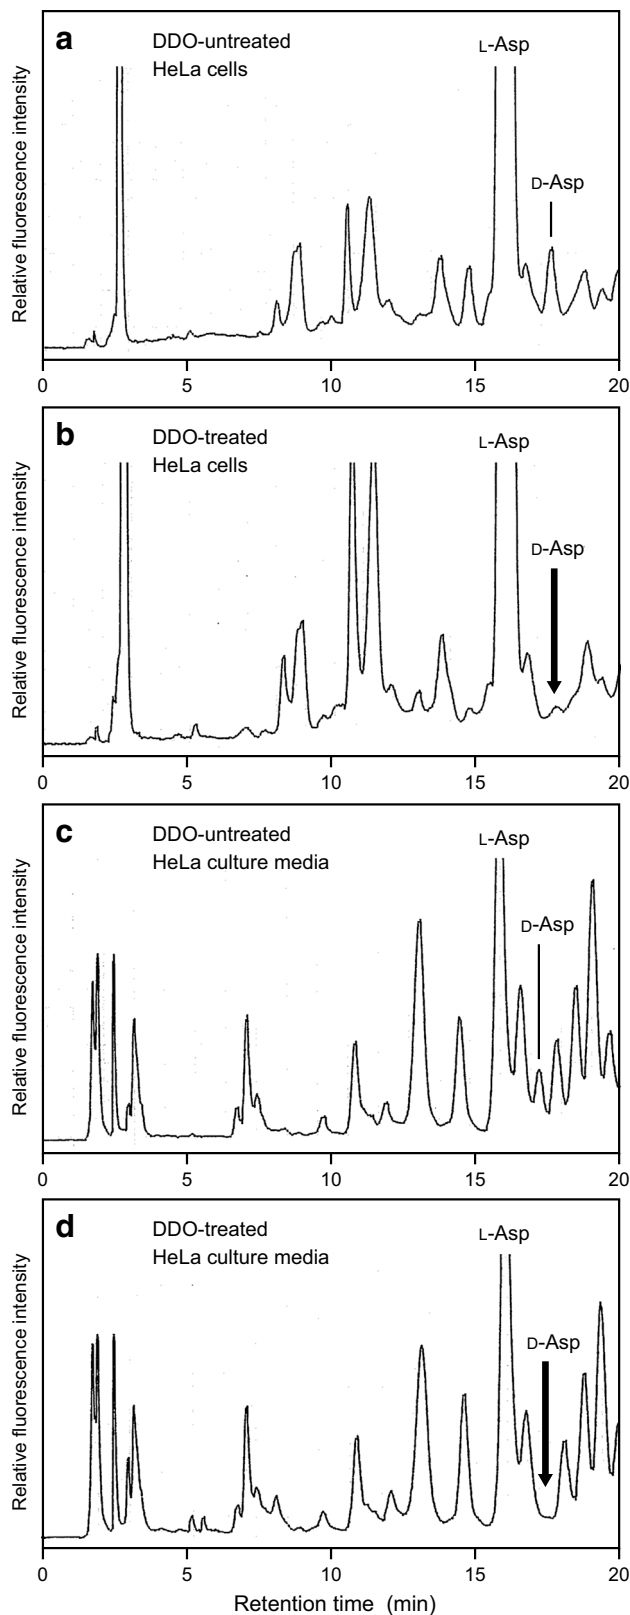 a
DDO-untreated
HeLa cells
L-Asp
D-Asp
Relative fluorescence intensity
0 5 10 15 20
b
DDO-treated
HeLa cells
L-Asp
D-Asp
Relative fluorescence intensity
0 5 10 15 20
c
DDO-untreated
HeLa culture media
L-Asp
D-Asp
Relative fluorescence intensity
0 5 10 15 20
d
DDO-treated
HeLa culture media
L-Asp
D-Asp
Relative fluorescence intensity
0 5 10 15 20
Retention time (min)